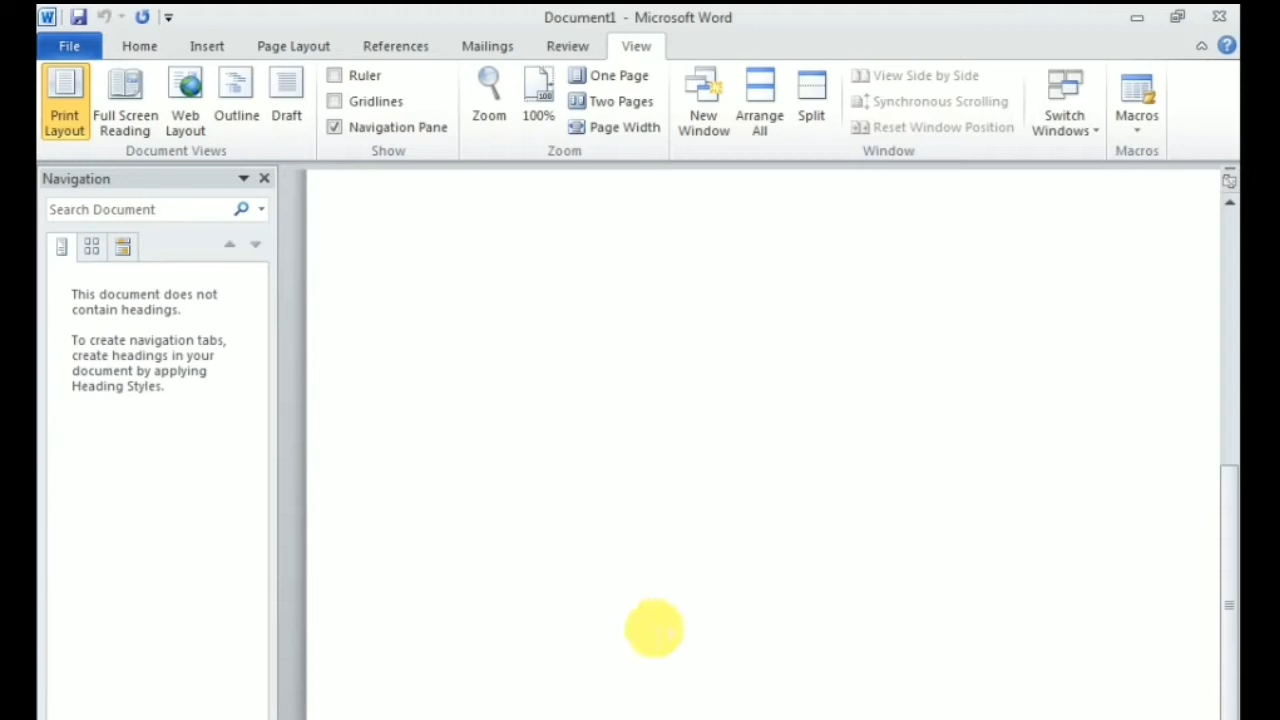 Document1 - Microsoft Word
File Home Insert Page Layout References Mailings Review View
Print Layout
Full Screen Reading
Web Layout
Outline
Draft
Document Views
Ruler
Gridlines
Navigation Pane
Show
Zoom
100
100%
One Page
Two Pages
Page Width
Zoom
New Window
Arrange All
Split
View Side by Side
Synchronous Scrolling
Reset Window Position
Window
Switch Windows
Macros
Macros
Navigation
Search Document
This document does not
contain headings.
To create navigation tabs,
create headings in your
document by applying
Heading Styles.